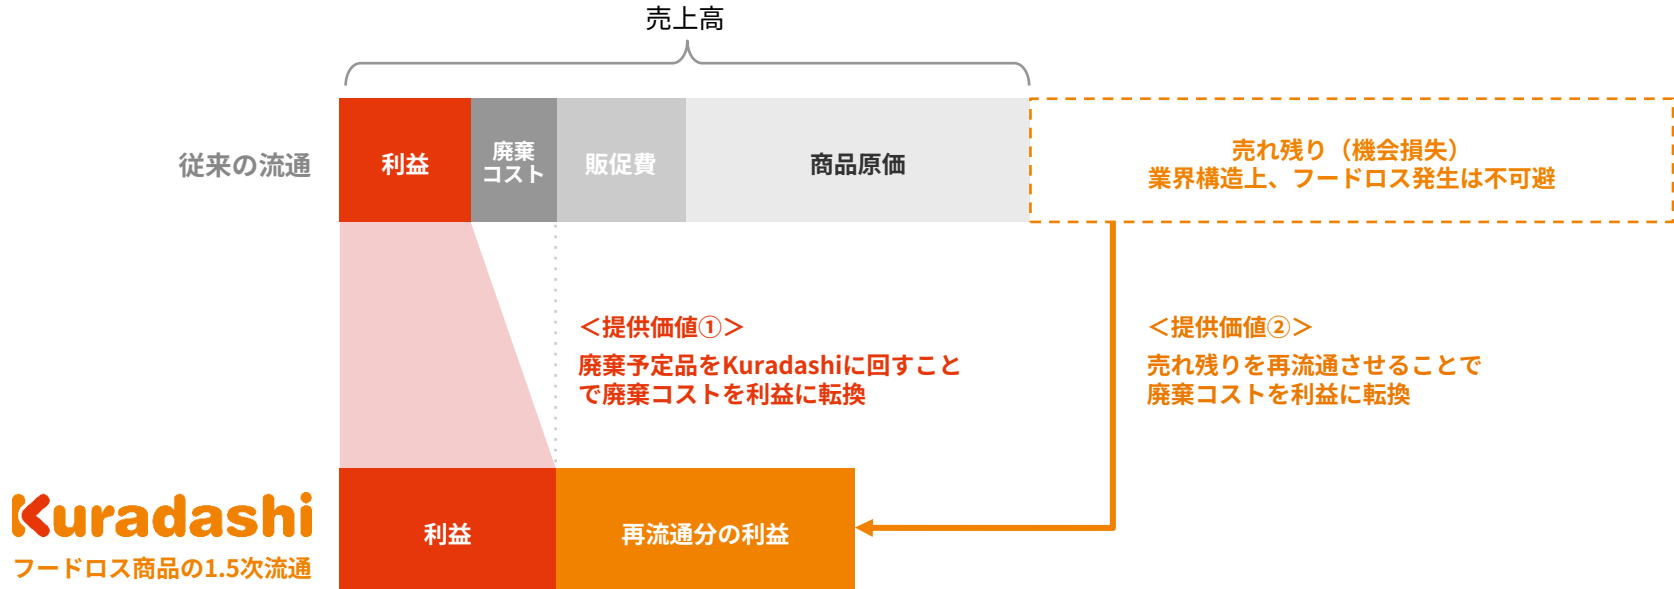 売上高
従来の流通
利益
廃棄
コスト
販促費
商品原価
売れ残り（機会損失）
業界構造上、フードロス発生は不可避
＜提供価値①＞
廃棄予定品をKuradashiに回すこと
で廃棄コストを利益に転換
＜提供価値②＞
売れ残りを再流通させることで
廃棄コストを利益に転換
Kuradashi
フードロス商品の1.5次流通
利益
再流通分の利益